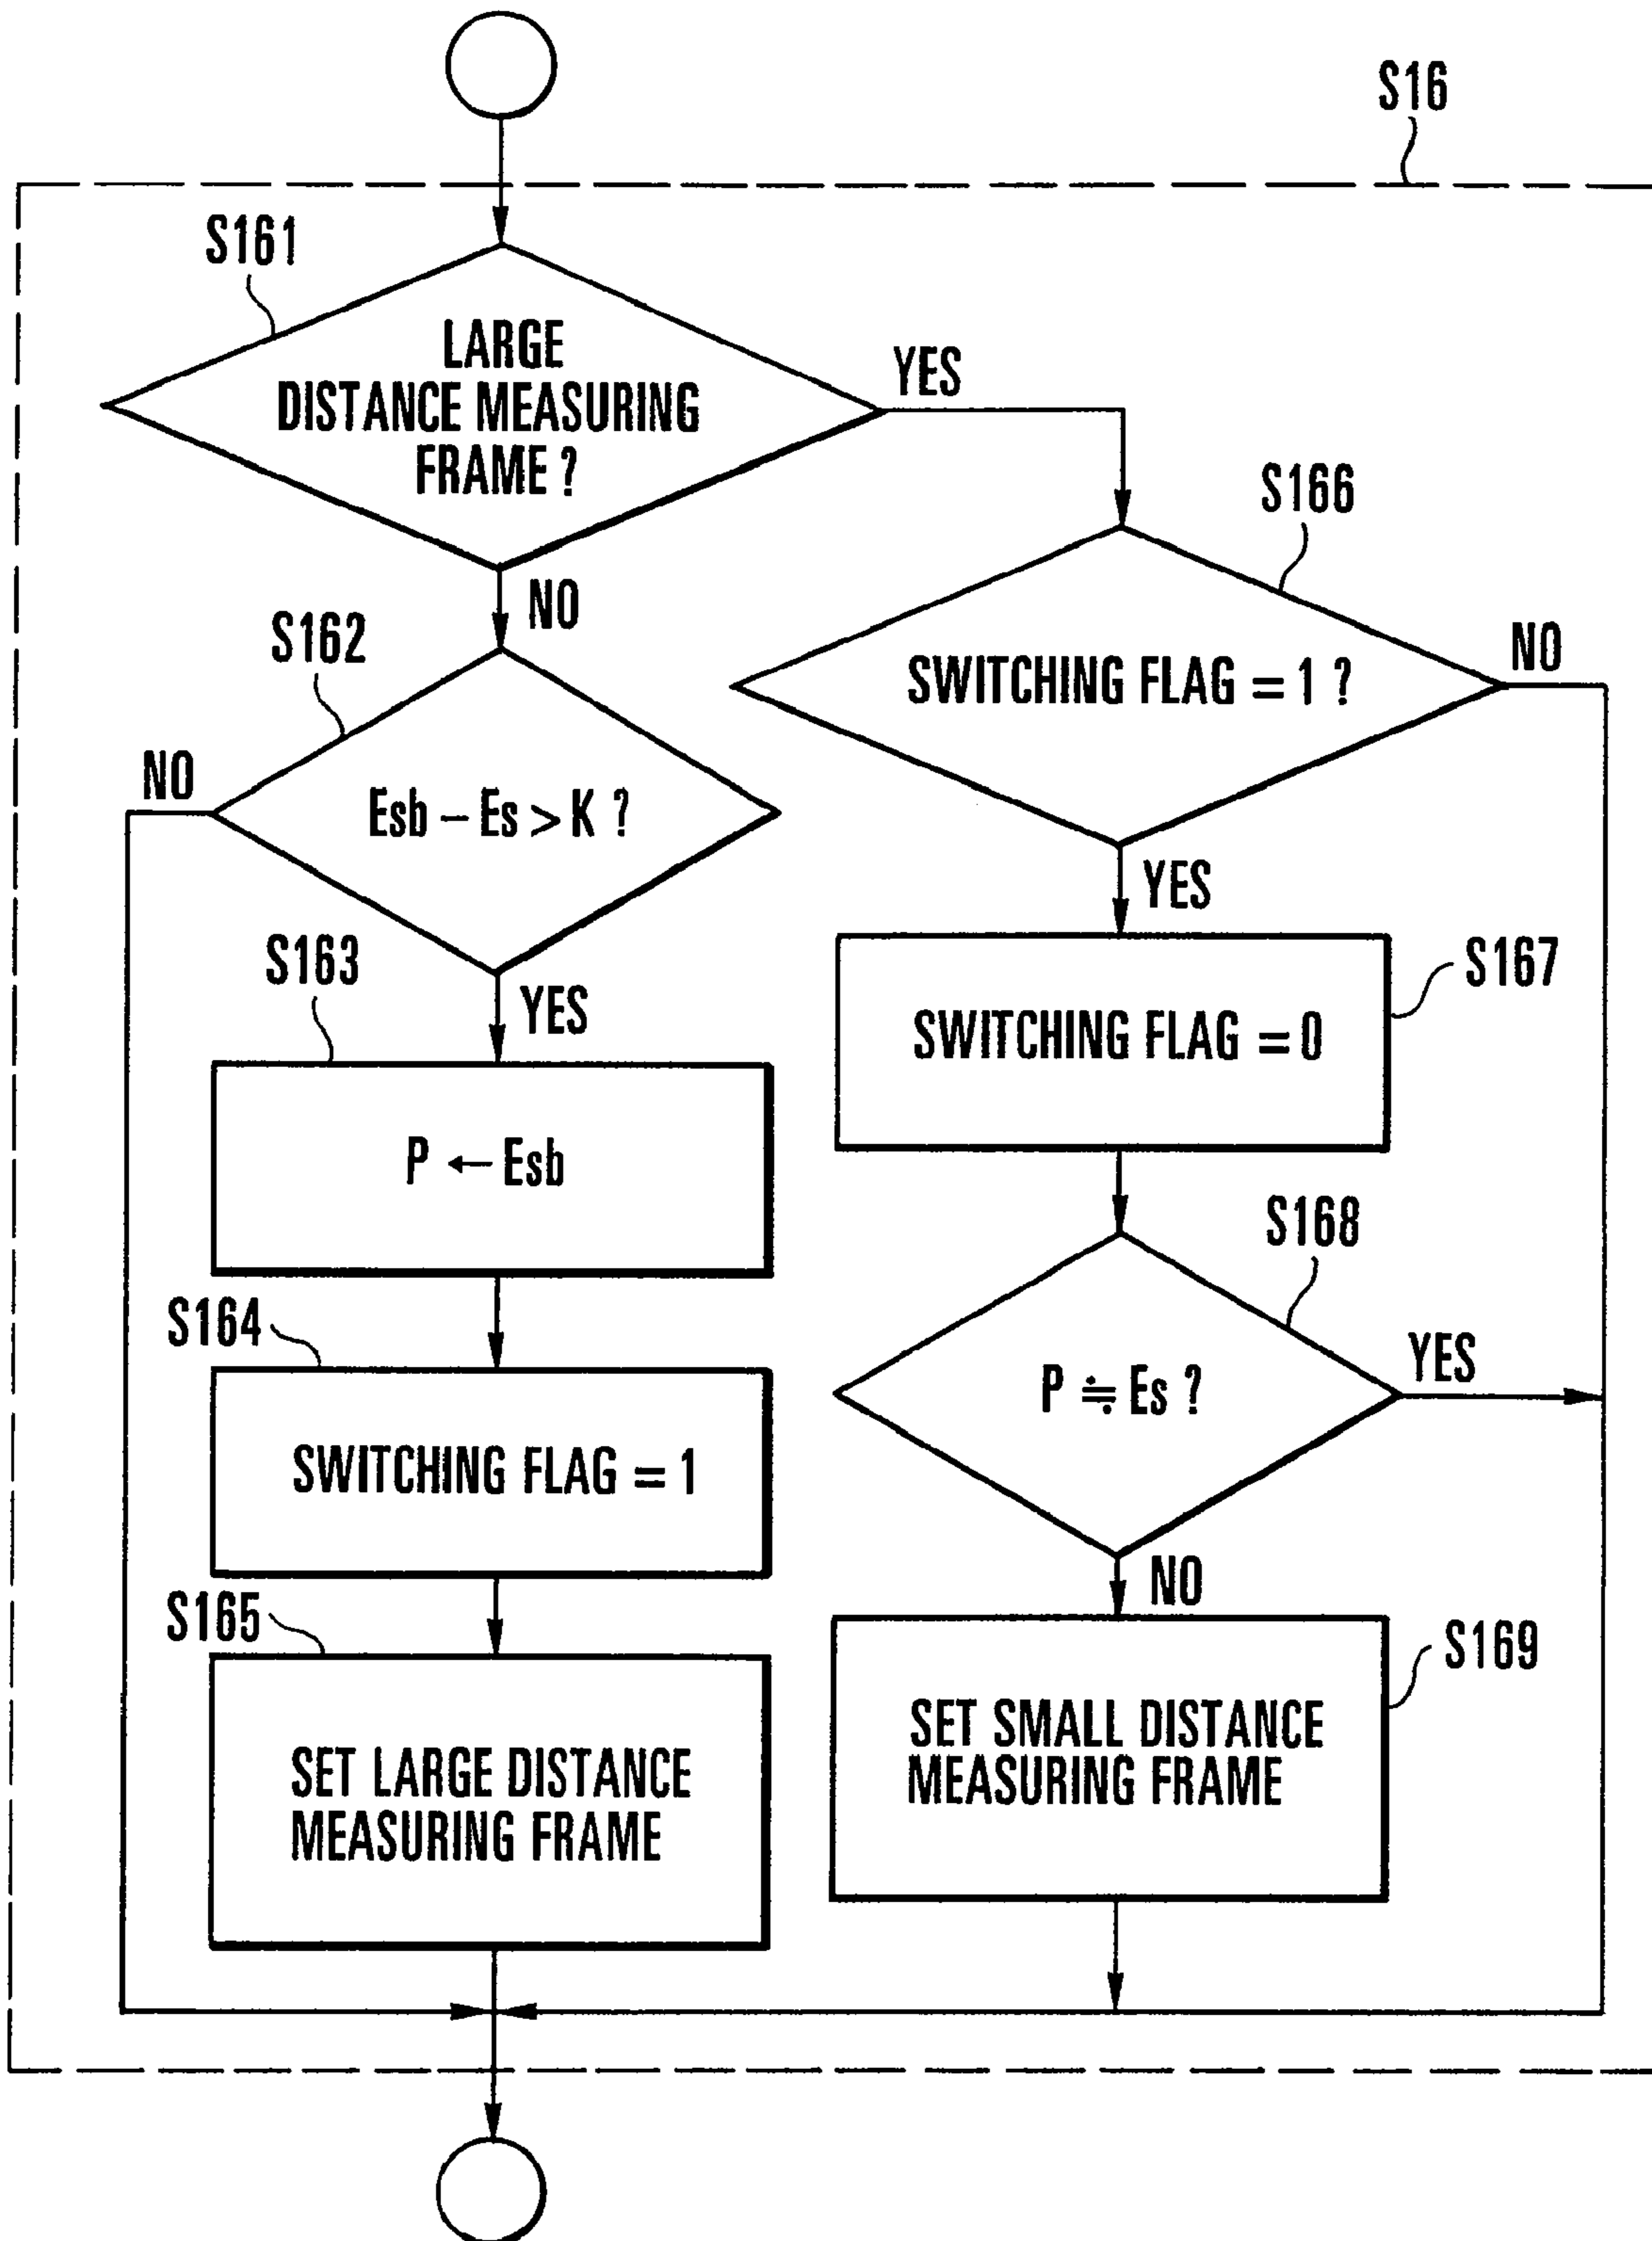 S16
S161
LARGE
DISTANCE MEASURING
FRAME ?
YES
NO
S166
SWITCHING FLAG = 1 ?
NO
YES
S162
NO
Esb – Es > K ?
YES
S163
P ← Esb
S167
SWITCHING FLAG = 0
S164
SWITCHING FLAG = 1
S168
P ≒ Es ?
YES
NO
S165
SET LARGE DISTANCE
MEASURING FRAME
S169
SET SMALL DISTANCE
MEASURING FRAME